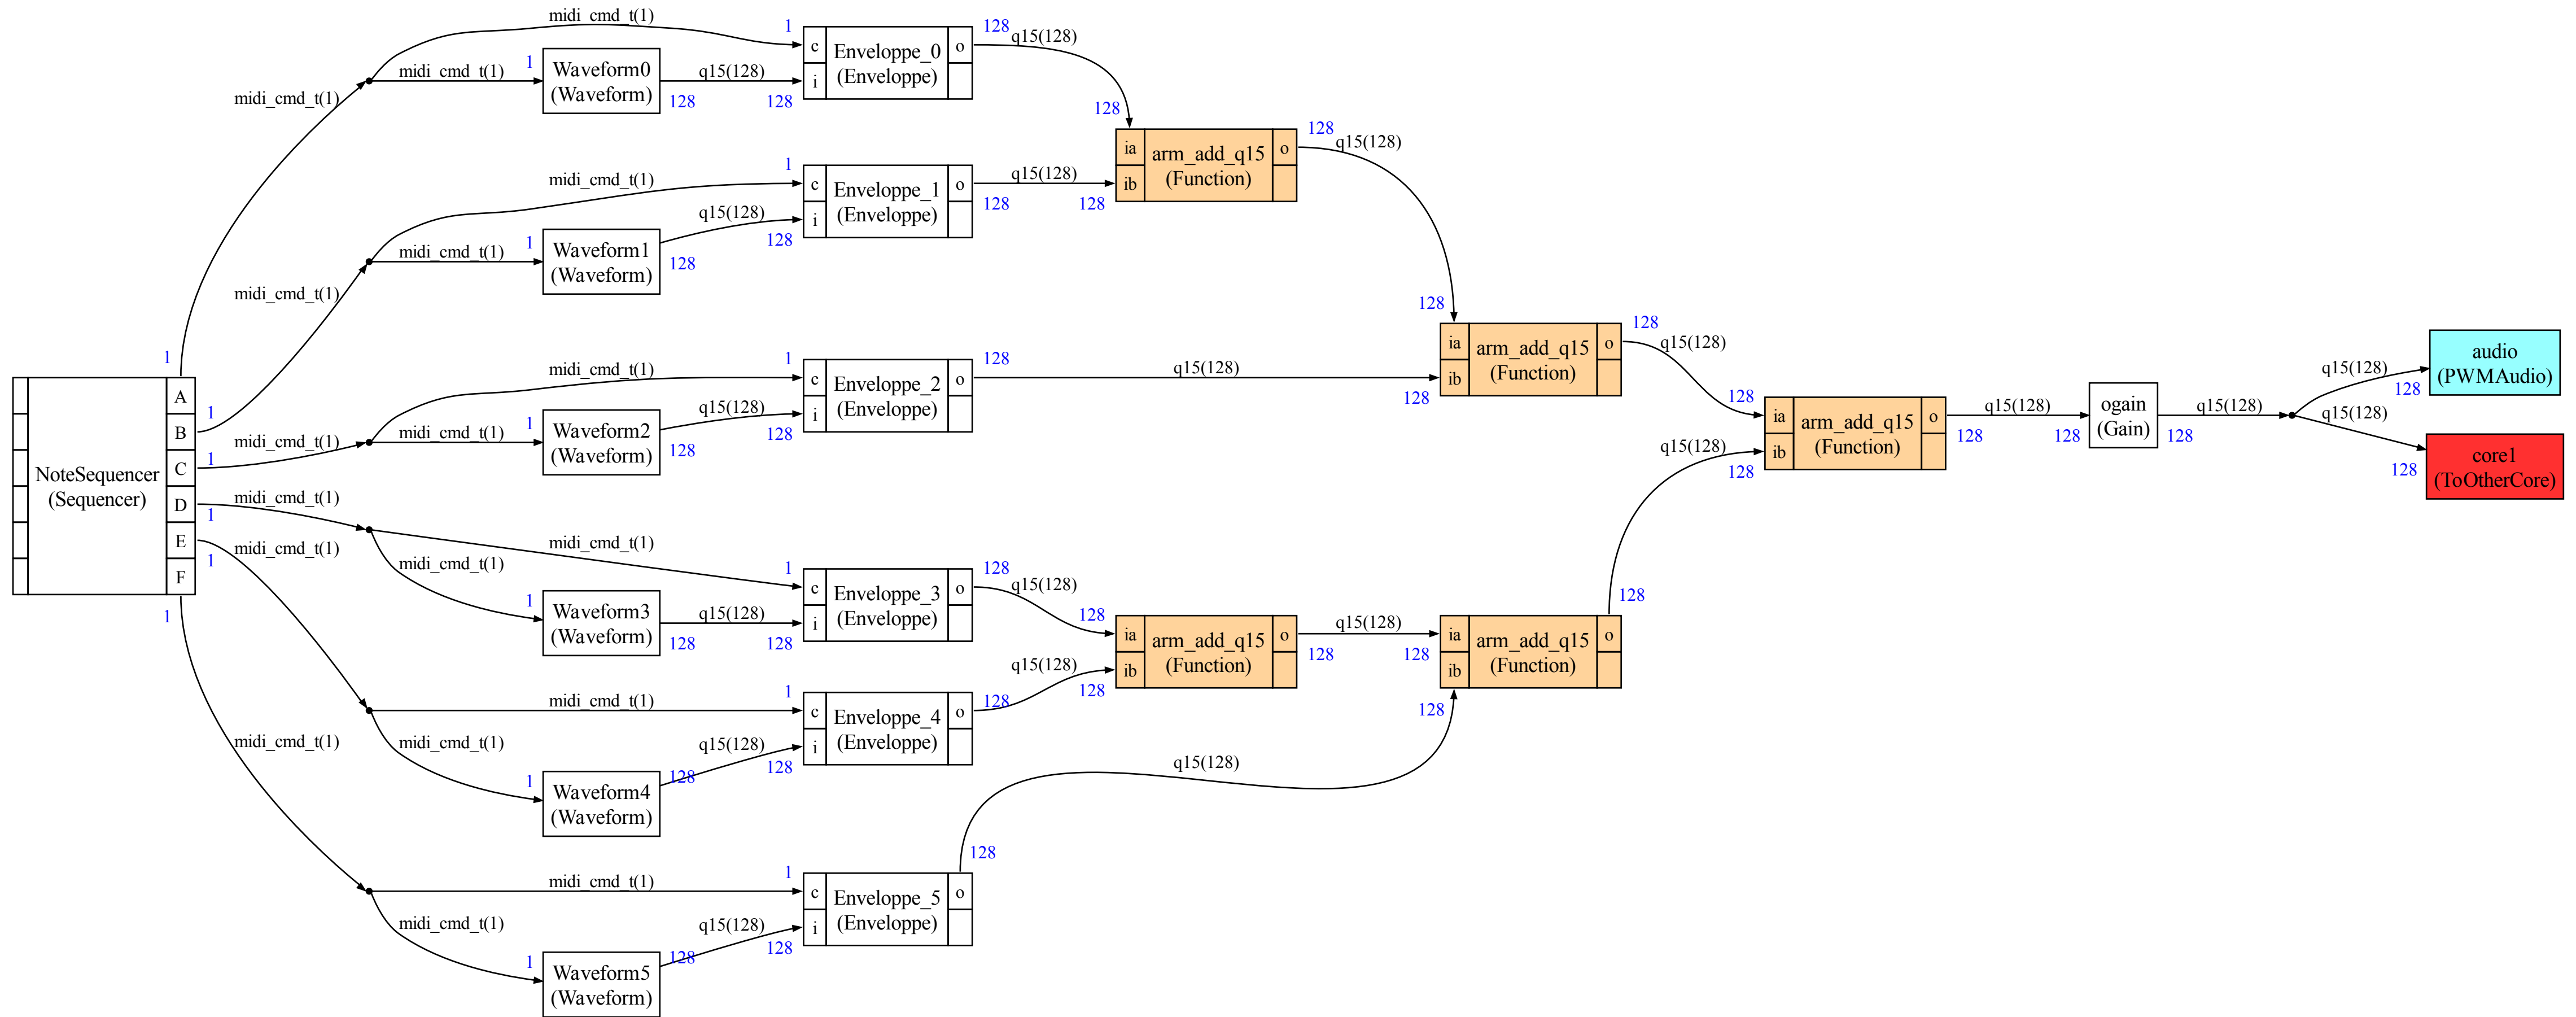 midi_cmd_t(1)
1
128
q15(128)
c
Enveloppe_0
o
(Enveloppe)
i
midi_cmd_t(1)
1
Waveform0
(Waveform)
q15(128)
128
128
midi_cmd_t(1)
128
ia
arm_add_q15
o
(Function)
ib
128
q15(128)
midi_cmd_t(1)
1
c
Enveloppe_1
o
(Enveloppe)
i
q15(128)
128
128
midi_cmd_t(1)
1
Waveform1
(Waveform)
q15(128)
128
128
midi_cmd_t(1)
128
ia
arm_add_q15
o
(Function)
ib
128
q15(128)
midi_cmd_t(1)
1
c
Enveloppe_2
o
(Enveloppe)
i
128
q15(128)
128
midi_cmd_t(1)
1
Waveform2
(Waveform)
q15(128)
128
128
midi_cmd_t(1)
1
A
1
B
1
C
NoteSequencer
(Sequencer)
D
1
E
1
F
1
midi_cmd_t(1)
midi_cmd_t(1)
midi_cmd_t(1)
128
ia
arm_add_q15
o
(Function)
ib
128
q15(128)
128
q15(128)
128
128
ogain
(Gain)
q15(128)
128
q15(128)
128
audio
(PWMAudio)
q15(128)
128
core1
(ToOtherCore)
midi_cmd_t(1)
1
c
Enveloppe_3
o
(Enveloppe)
i
128
q15(128)
midi_cmd_t(1)
1
Waveform3
(Waveform)
q15(128)
128
128
128
ia
arm_add_q15
o
(Function)
ib
128
q15(128)
q15(128)
128
128
ia
arm_add_q15
o
(Function)
ib
128
128
midi_cmd_t(1)
1
c
Enveloppe_4
o
(Enveloppe)
i
128
midi_cmd_t(1)
1
Waveform4
(Waveform)
q15(128)
128
128
q15(128)
128
midi_cmd_t(1)
1
c
Enveloppe_5
o
(Enveloppe)
i
midi_cmd_t(1)
1
Waveform5
(Waveform)
q15(128)
128
128